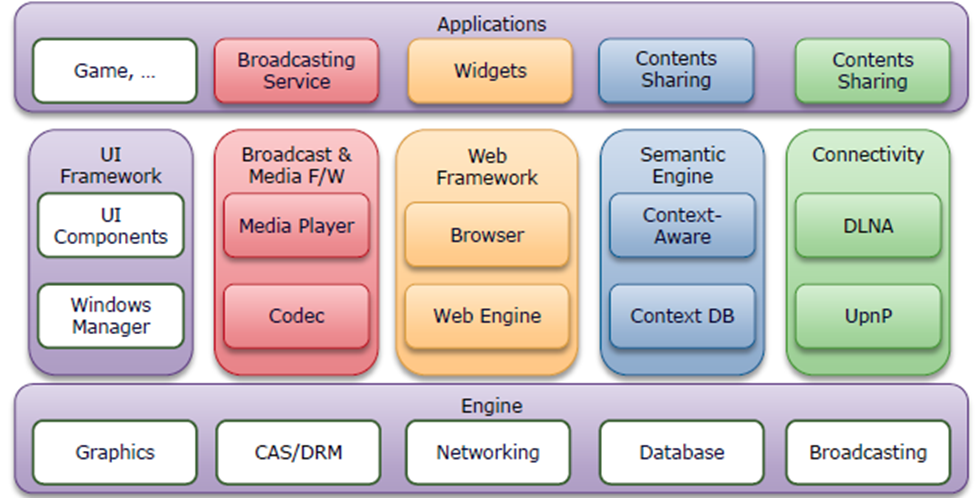 Applications
Game, ...
Broadcasting
Service
Widgets
Contents
Sharing
Contents
Sharing
UI
Framework
UI
Components
Windows
Manager
Broadcast &
Media F/W
Media Player
Codec
Web
Framework
Browser
Web Engine
Semantic
Engine
Context-
Aware
Context DB
Connectivity
DLNA
UpnP
Engine
Graphics
CAS/DRM
Networking
Database
Broadcasting